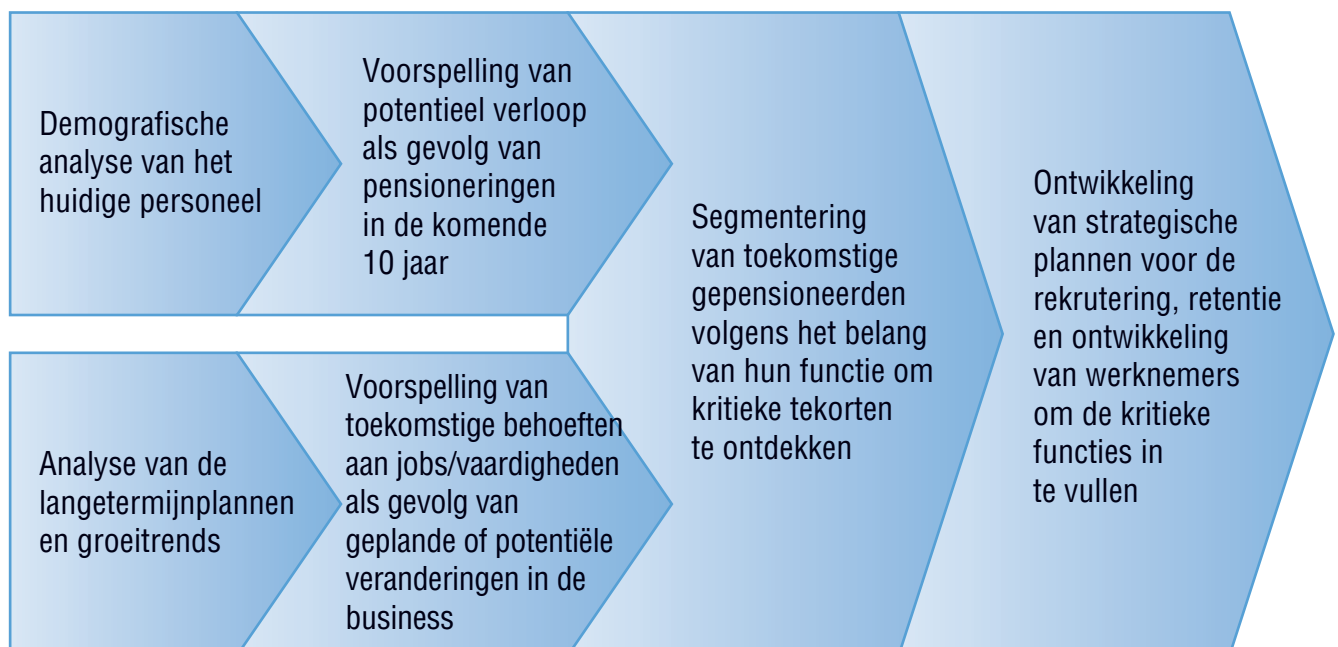 Demografische
analyse van het
huidige personeel
Voorspelling van
potentieel verloop
als gevolg van
pensioneringen
in de komende
10 jaar
Analyse van de
langetermijnplannen
en groeitrends
Voorspelling van
toekomstige behoeften
aan jobs/vaardigheden
als gevolg van
geplande of potentiële
veranderingen in de
business
Segmentering
van toekomstige
gepensioneerden
volgens het belang
van hun functie om
kritieke tekorten
te ontdekken
Ontwikkeling
van strategische
plannen voor de
rekrutering, retentie
en ontwikkeling
van werknemers
om de kritieke
functies in
te vullen